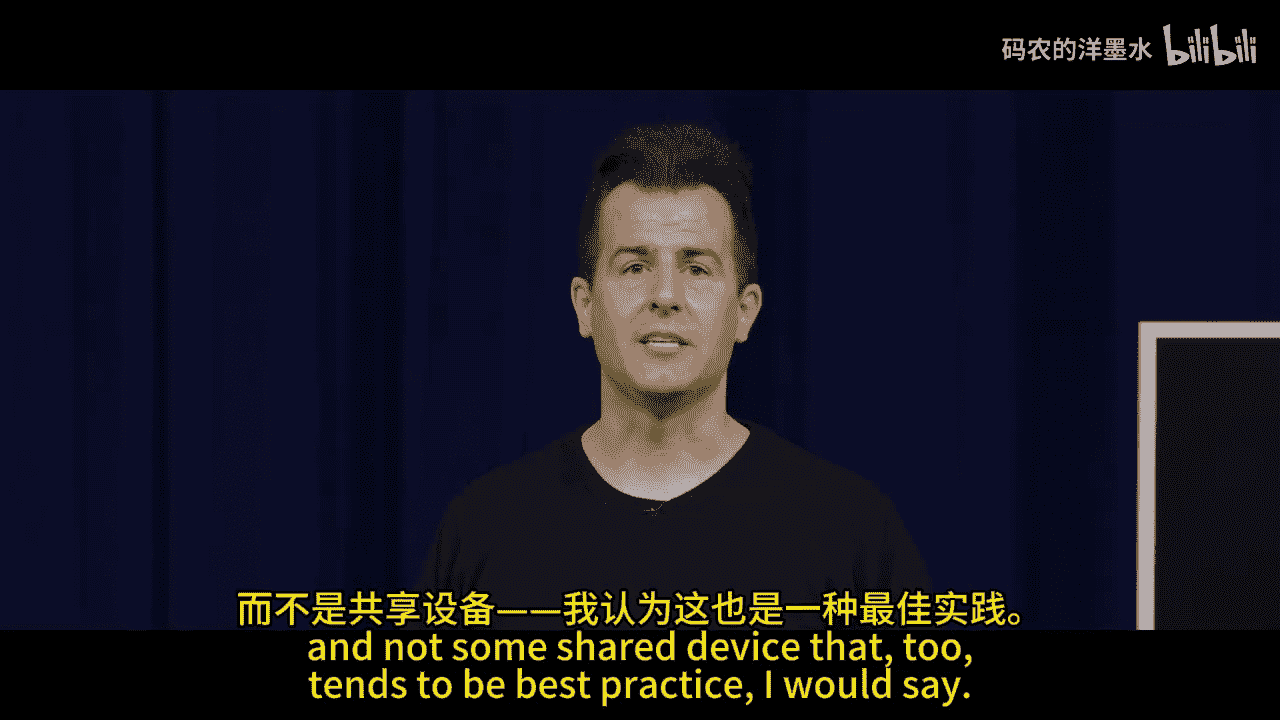 码农的洋墨水 bilibili
而不是共享设备——我认为这也是一种最佳实践。
and not some shared device that, too,
tends to be best practice, I would say.